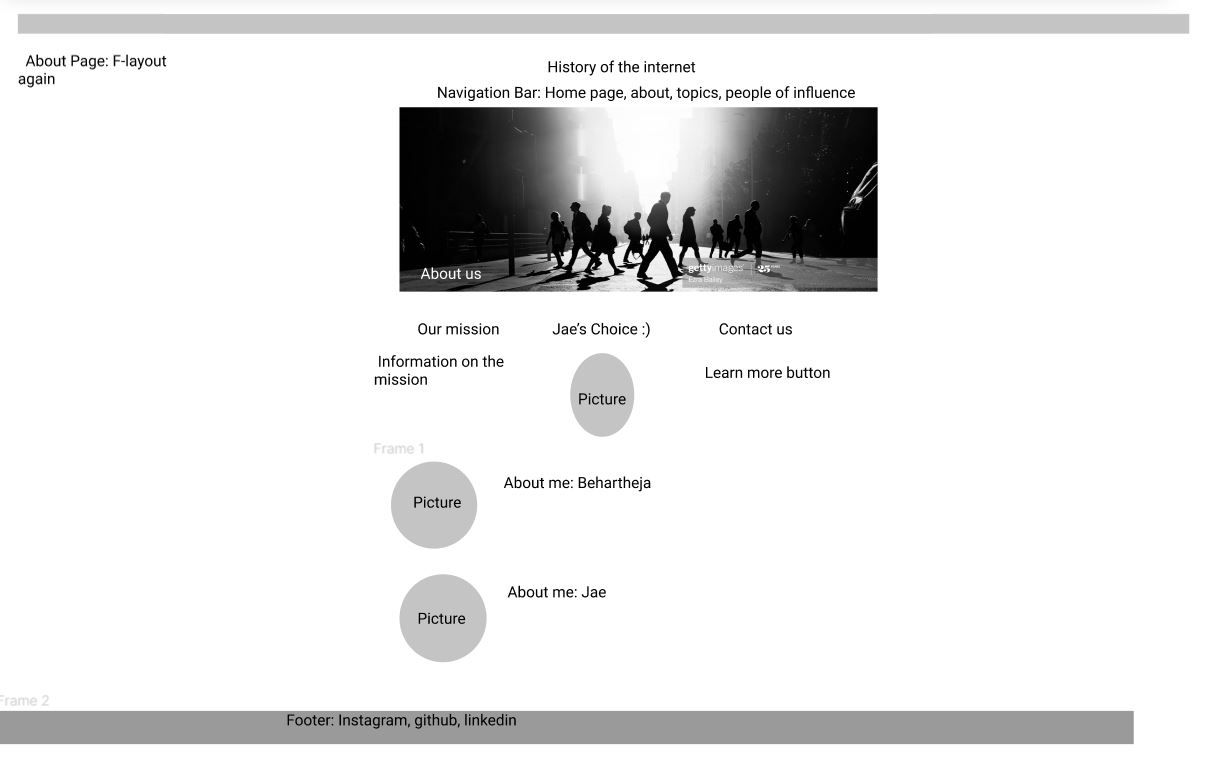 About Page: F-layout
again
History of the internet
Navigation Bar: Home page, about, topics, people of influence
About us
gettyimages 25 YEARS
Ezra Bailey
Our mission
Jae's Choice :)
Contact us
Information on the
mission
Picture
Learn more button
Frame 1
Picture
About me: Behartheja
Picture
About me: Jae
Frame 2
Footer: Instagram, github, linkedin